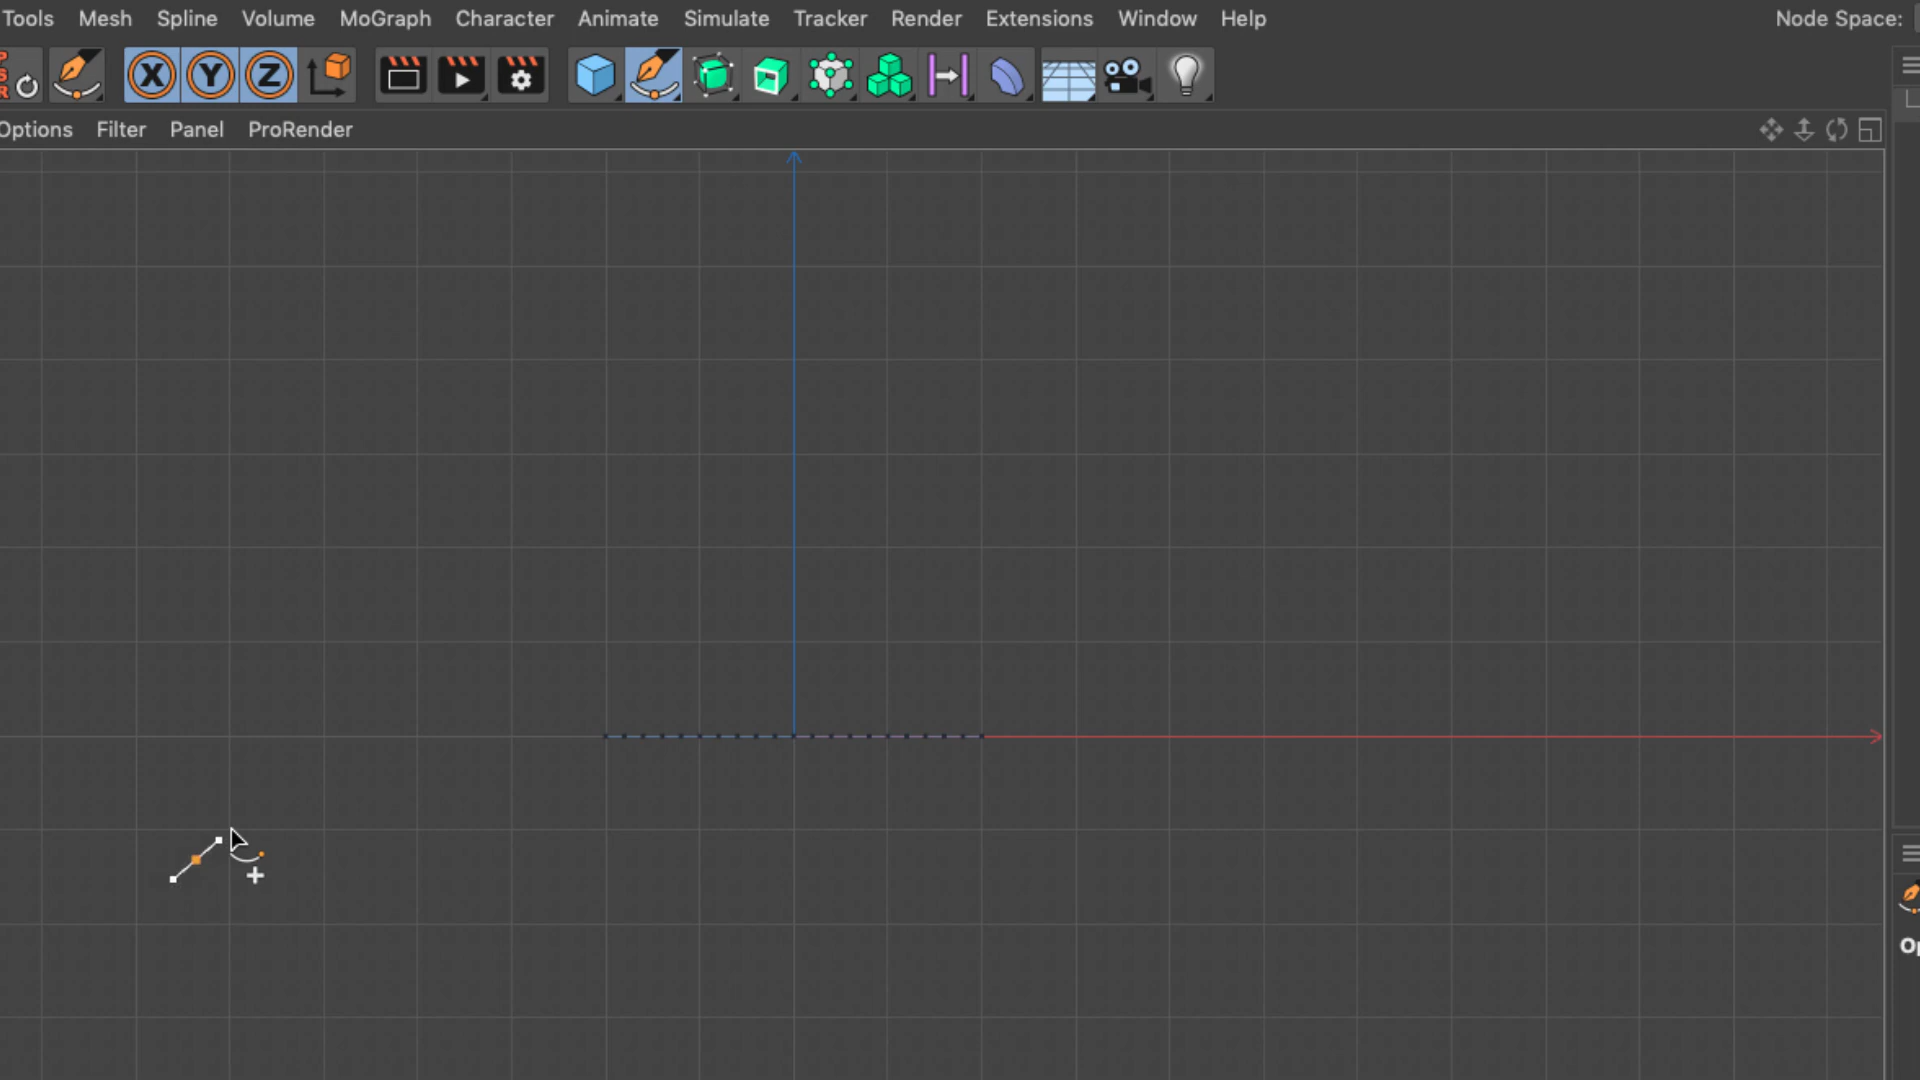 Tools Mesh Spline Volume MoGraph Character Animate Simulate Tracker Render Extensions Window Help Node Space:
X Y Z
Options Filter Panel ProRender